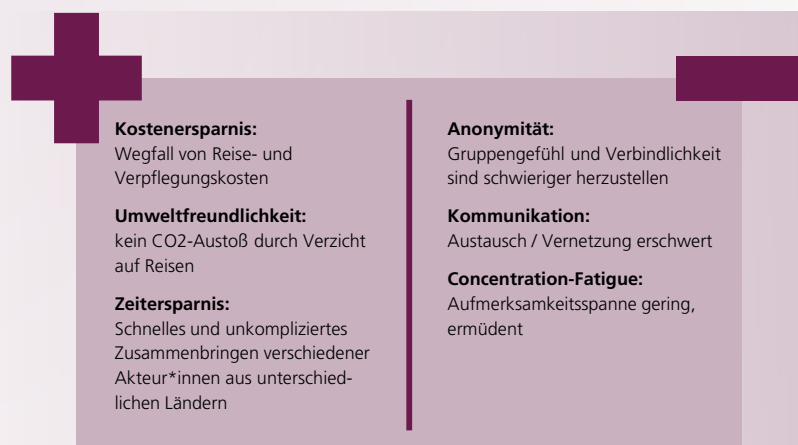 Kostenersparnis:
Wegfall von Reise- und
Verpflegungskosten
Umweltfreundlichkeit:
kein CO2-Austoß durch Verzicht
auf Reisen
Zeitersparnis:
Schnelles und unkompliziertes
Zusammenbringen verschiedener
Akteur*innen aus unterschied-
lichen Ländern
Anonymität:
Gruppengefühl und Verbindlichkeit
sind schwieriger herzustellen
Kommunikation:
Austausch / Vernetzung erschwert
Concentration-Fatigue:
Aufmerksamkeitsspanne gering,
ermüdent